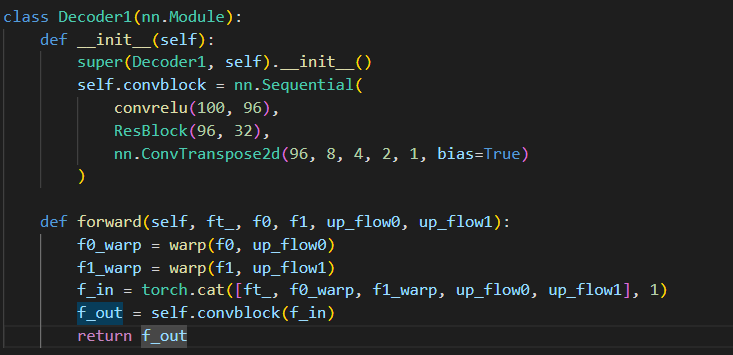 class Decoder1(nn.Module):
    def __init__(self):
        super(Decoder1, self).__init__()
        self.convblock = nn.Sequential(
            convrelu(100, 96),
            ResBlock(96, 32),
            nn.ConvTranspose2d(96, 8, 4, 2, 1, bias=True)
        )

    def forward(self, ft_, f0, f1, up_flow0, up_flow1):
        f0_warp = warp(f0, up_flow0)
        f1_warp = warp(f1, up_flow1)
        f_in = torch.cat([ft_, f0_warp, f1_warp, up_flow0, up_flow1], 1)
        f_out = self.convblock(f_in)
        return f_out